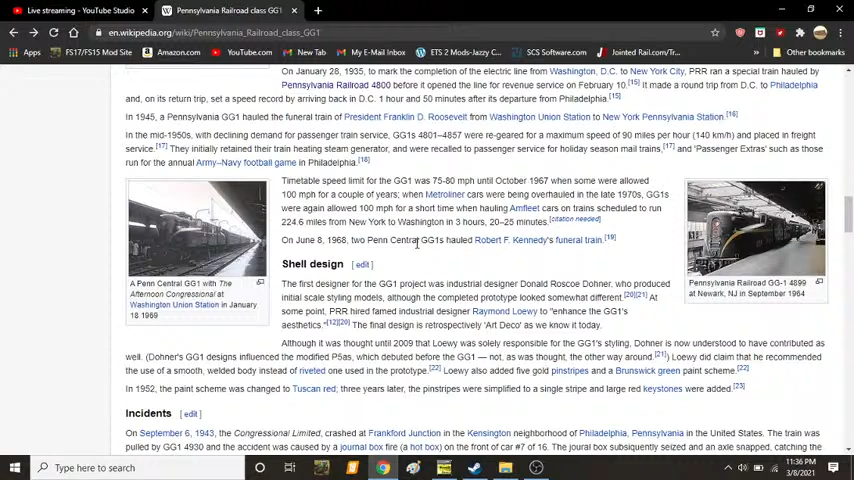 Live streaming - YouTube Studio
Pennsylvania Railroad class GG1
en.wikipedia.org/wiki/Pennsylvania_Railroad_class_GG1
Apps FS17/FS15 Mod Site Amazon.com YouTube.com New Tab My E-mail Inbox ETS 2 Mods-Jazzy C... SCS Software.com Jointed Rail.com/Tr... Other bookmarks
On January 28, 1935, to mark the completion of the electric line from Washington, D.C. to New York City, PRR ran a special train hauled by
Pennsylvania Railroad 4800 before it opened the line for revenue service on February 10.[15] It made a round trip from D.C. to Philadelphia
and, on its return trip, set a speed record by arriving back in D.C. 1 hour and 50 minutes after its departure from Philadelphia.[15]
In 1945, a Pennsylvania GG1 hauled the funeral train of President Franklin D. Roosevelt from Washington Union Station to New York Pennsylvania Station.[16]
In the mid-1950s, with declining demand for passenger train service, GG1s 4801–4857 were re-geared for a maximum speed of 90 miles per hour (140 km/h) and placed in freight
service.[17] They initially retained their train heating steam generator, and were recalled to passenger service for holiday season mail trains,[17] and 'Passenger Extras' such as those
run for the annual Army–Navy football game in Philadelphia.[18]
Timetable speed limit for the GG1 was 75-80 mph until October 1967 when some were allowed
100 mph for a couple of years; when Metroliner cars were being overhauled in the late 1970s, GG1s
were again allowed 100 mph for a short time when hauling Amfleet cars on trains scheduled to run
224.6 miles from New York to Washington in 3 hours, 20–25 minutes.[citation needed]
On June 8, 1968, two Penn Central GG1s hauled Robert F. Kennedy's funeral train.[19]
A Penn Central GG1 with The
Afternoon Congressional at
Washington Union Station in January
18 1969
Pennsylvania Railroad GG-1 4899
at Newark, NJ in September 1964
Shell design [ edit ]
The first designer for the GG1 project was industrial designer Donald Roscoe Dohner, who produced
initial scale styling models, although the completed prototype looked somewhat different.[20][21] At
some point, PRR hired famed industrial designer Raymond Loewy to "enhance the GG1's
aesthetics."[12][20] The final design is retrospectively 'Art Deco' as we know it today.
Although it was thought until 2009 that Loewy was solely responsible for the GG1's styling, Dohner is now understood to have contributed as
well. (Dohner's GG1 designs influenced the modified P5as, which debuted before the GG1 — not, as was thought, the other way around.[21]) Loewy did claim that he recommended
the use of a smooth, welded body instead of riveted one used in the prototype.[22] Loewy also added five gold pinstripes and a Brunswick green paint scheme.[22]
In 1952, the paint scheme was changed to Tuscan red; three years later, the pinstripes were simplified to a single stripe and large red keystones were added.[23]
Incidents [ edit ]
On September 6, 1943, the Congressional Limited, crashed at Frankford Junction in the Kensington neighborhood of Philadelphia, Pennsylvania in the United States. The train was
pulled by GG1 4930 and the accident was caused by a journal box fire (a hot box) on the front of car #7 of 16. The joural box subsiquently seized and an axle snapped, catching the
Type here to search
11:36 PM
3/8/2021